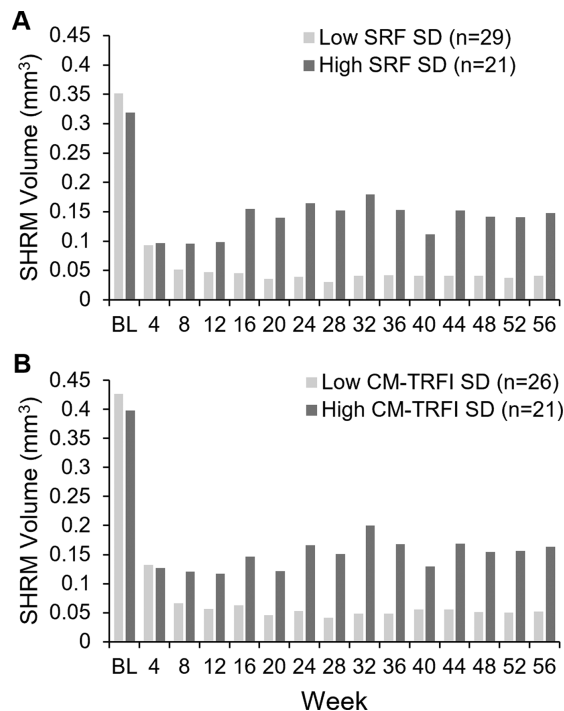 A
0.45
0.4
0.35
0.3
0.25
0.2
0.15
0.1
0.05
0
SHRM Volume (mm³)
Low SRF SD (n=29)
High SRF SD (n=21)
BL 4 8 12 16 20 24 28 32 36 40 44 48 52 56
B
0.45
0.4
0.35
0.3
0.25
0.2
0.15
0.1
0.05
0
SHRM Volume (mm³)
Low CM-TRFI SD (n=26)
High CM-TRFI SD (n=21)
BL 4 8 12 16 20 24 28 32 36 40 44 48 52 56
Week